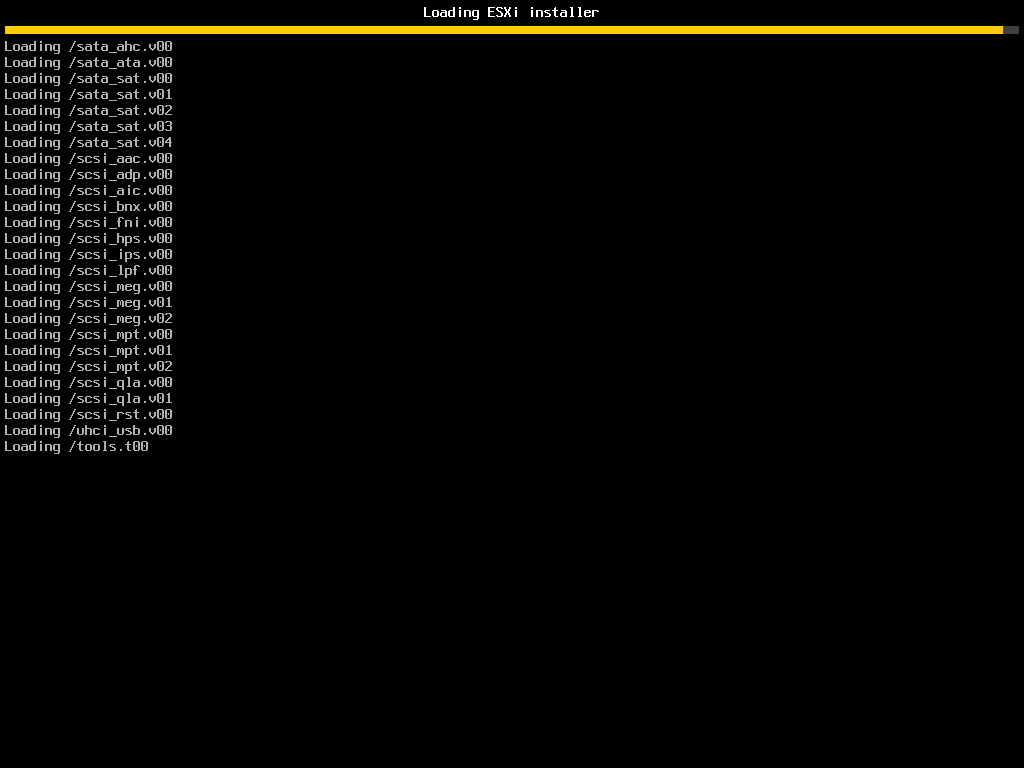 Loading ESXi installer
Loading /sata_ahc.v00
Loading /sata_ata.v00
Loading /sata_sat.v00
Loading /sata_sat.v01
Loading /sata_sat.v02
Loading /sata_sat.v03
Loading /sata_sat.v04
Loading /scsi_aac.v00
Loading /scsi_adp.v00
Loading /scsi_aic.v00
Loading /scsi_bnx.v00
Loading /scsi_fni.v00
Loading /scsi_hps.v00
Loading /scsi_ips.v00
Loading /scsi_lpf.v00
Loading /scsi_meg.v00
Loading /scsi_meg.v01
Loading /scsi_meg.v02
Loading /scsi_mpt.v00
Loading /scsi_mpt.v01
Loading /scsi_mpt.v02
Loading /scsi_qla.v00
Loading /scsi_qla.v01
Loading /scsi_rst.v00
Loading /uhci_usb.v00
Loading /tools.t00